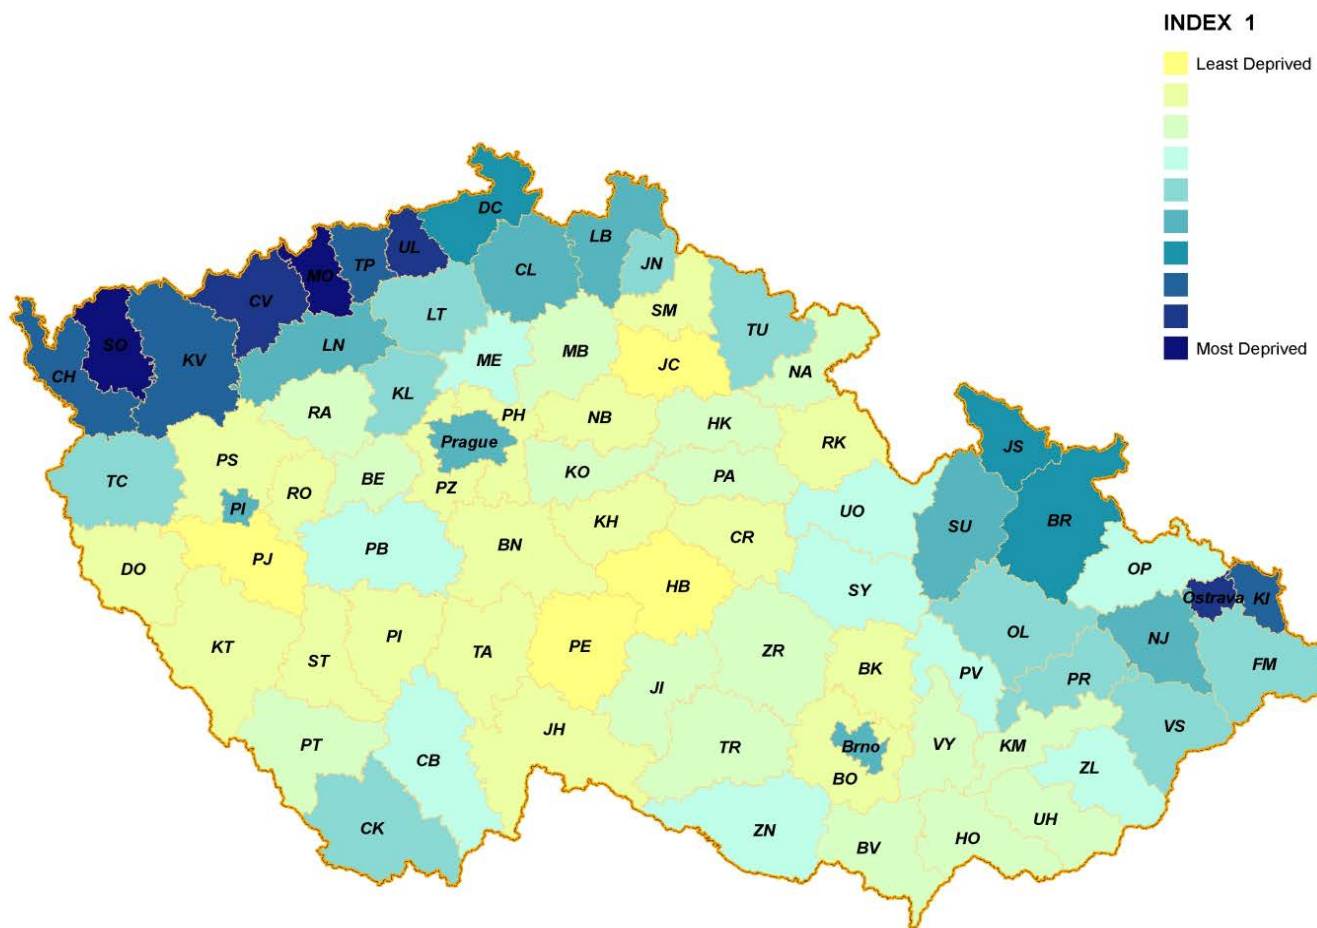 INDEX 1
Least Deprived
Most Deprived
DC
LB
UL
MO
TP
CL
JN
CV
SM
LT
TU
SO
LN
KV
CH
ME
MB
JC
NA
KL
RA
PH
NB
HK
RK
Prague
JS
PS
TC
BE
KO
PA
RO
PZ
PI
UO
SU
BR
KH
CR
BN
PB
PJ
DO
OP
HB
SY
Ostrava
KI
OL
NJ
KT
ST
PI
TA
PE
ZR
BK
PV
FM
JI
PR
VS
PT
JH
TR
Brno
VY
KM
CB
ZL
BO
CK
ZN
UH
BV
HO